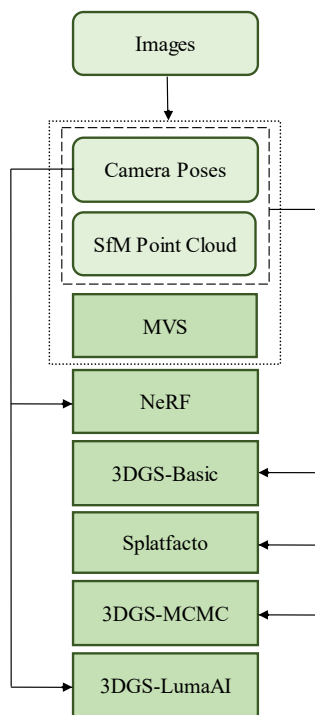 Images
Camera Poses
SfM Point Cloud
MVS
NeRF
3DGS-Basic
Splatfacto
3DGS-MCMC
3DGS-LumaAI